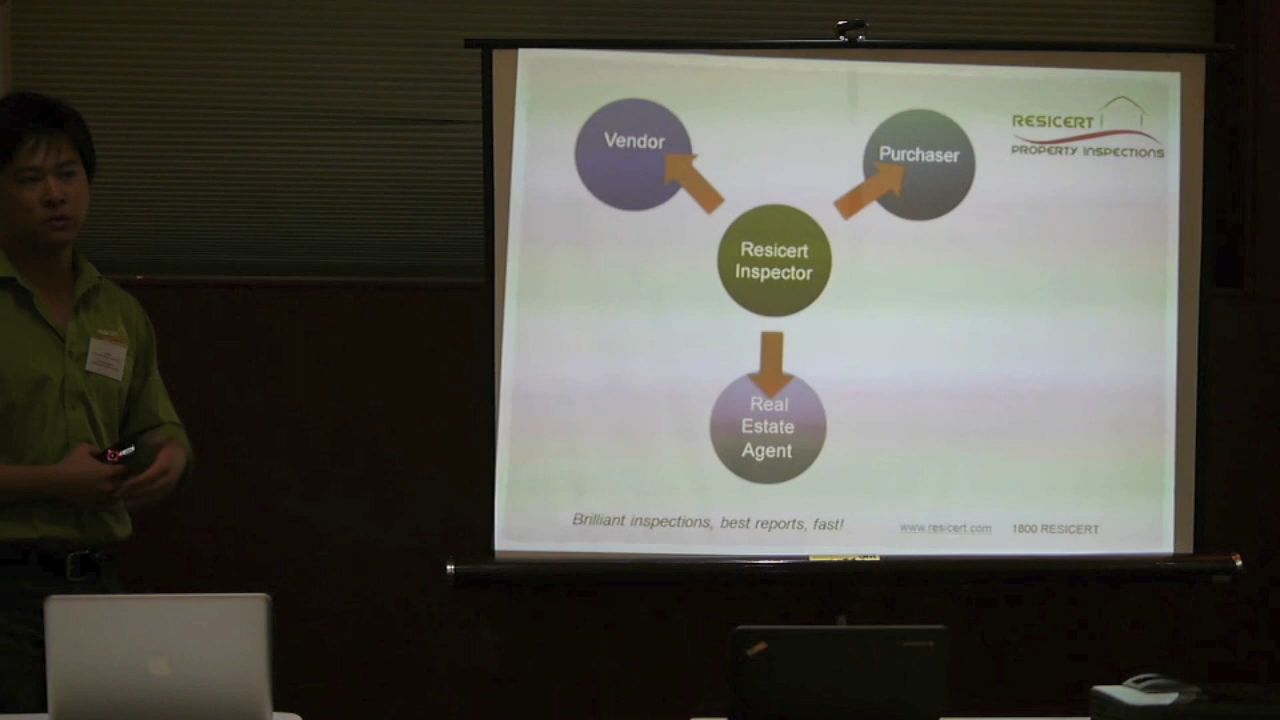 Vendor
Purchaser
RESICERT
PROPERTY INSPECTIONS
Resicert
Inspector
Real
Estate
Agent
Brilliant inspections, best reports, fast!
www.resicert.com 1800 RESICERT